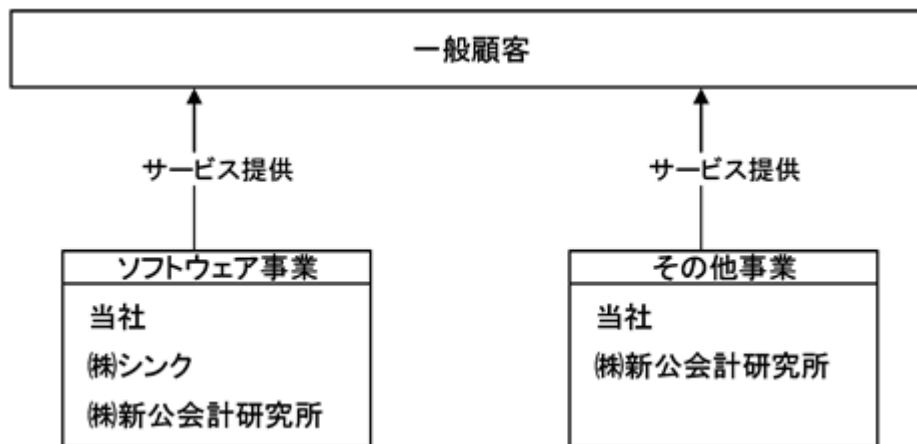 一般顧客
サービス提供
サービス提供
ソフトウェア事業
当社
㈱シンク
㈱新公会計研究所
その他事業
当社
㈱新公会計研究所